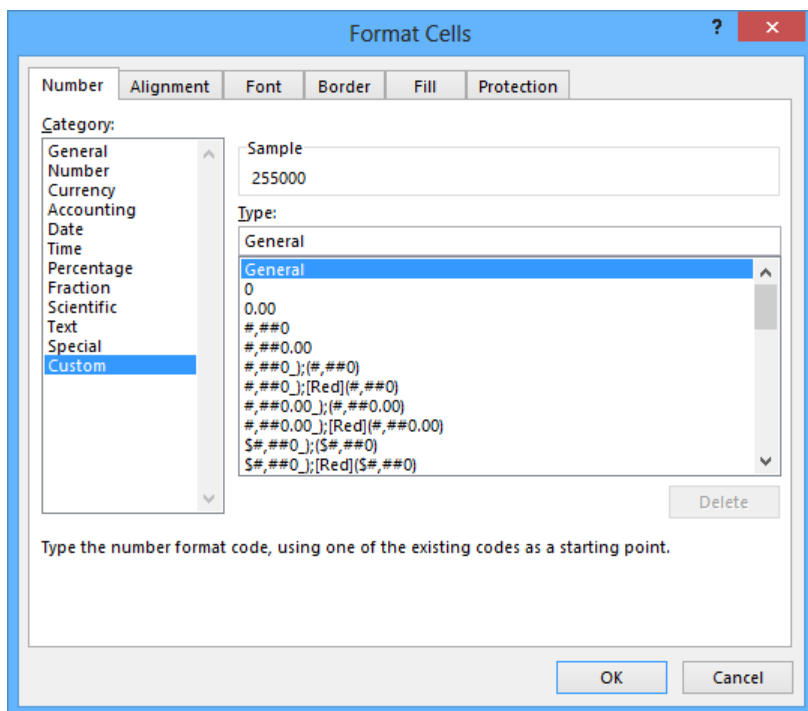 Format Cells
?
×
Number Alignment Font Border Fill Protection
Category:
General
Number
Currency
Accounting
Date
Time
Percentage
Fraction
Scientific
Text
Special
Custom
Sample
255000
Type:
General
General
0
0.00
#,##0
#,##0.00
#,##0_);(#,##0)
#,##0_);[Red](#,##0)
#,##0.00_);(#,##0.00)
#,##0.00_);[Red](#,##0.00)
$#,##0_);($#,##0)
$#,##0_);[Red]($#,##0)
Delete
Type the number format code, using one of the existing codes as a starting point.
OK Cancel